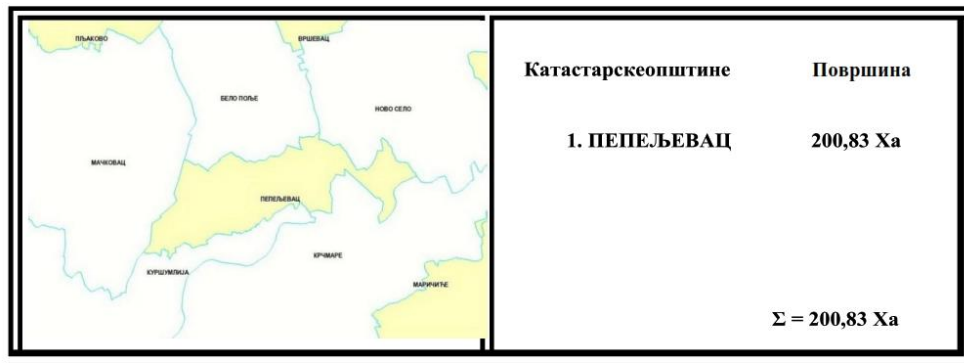 ПЉАКОВО
ВРШЕВАЦ
БЕЛО ПОЉЕ
НОВО СЕЛО
МАЧКОВАЦ
ПЕПЕЉЕВАЦ
КРЧМАРЕ
КУРШУМЛИЈА
МАРИЧИЋЕ
Катастарскеопштине Површина
1. ПЕПЕЉЕВАЦ 200,83 Ха
Σ = 200,83 Ха